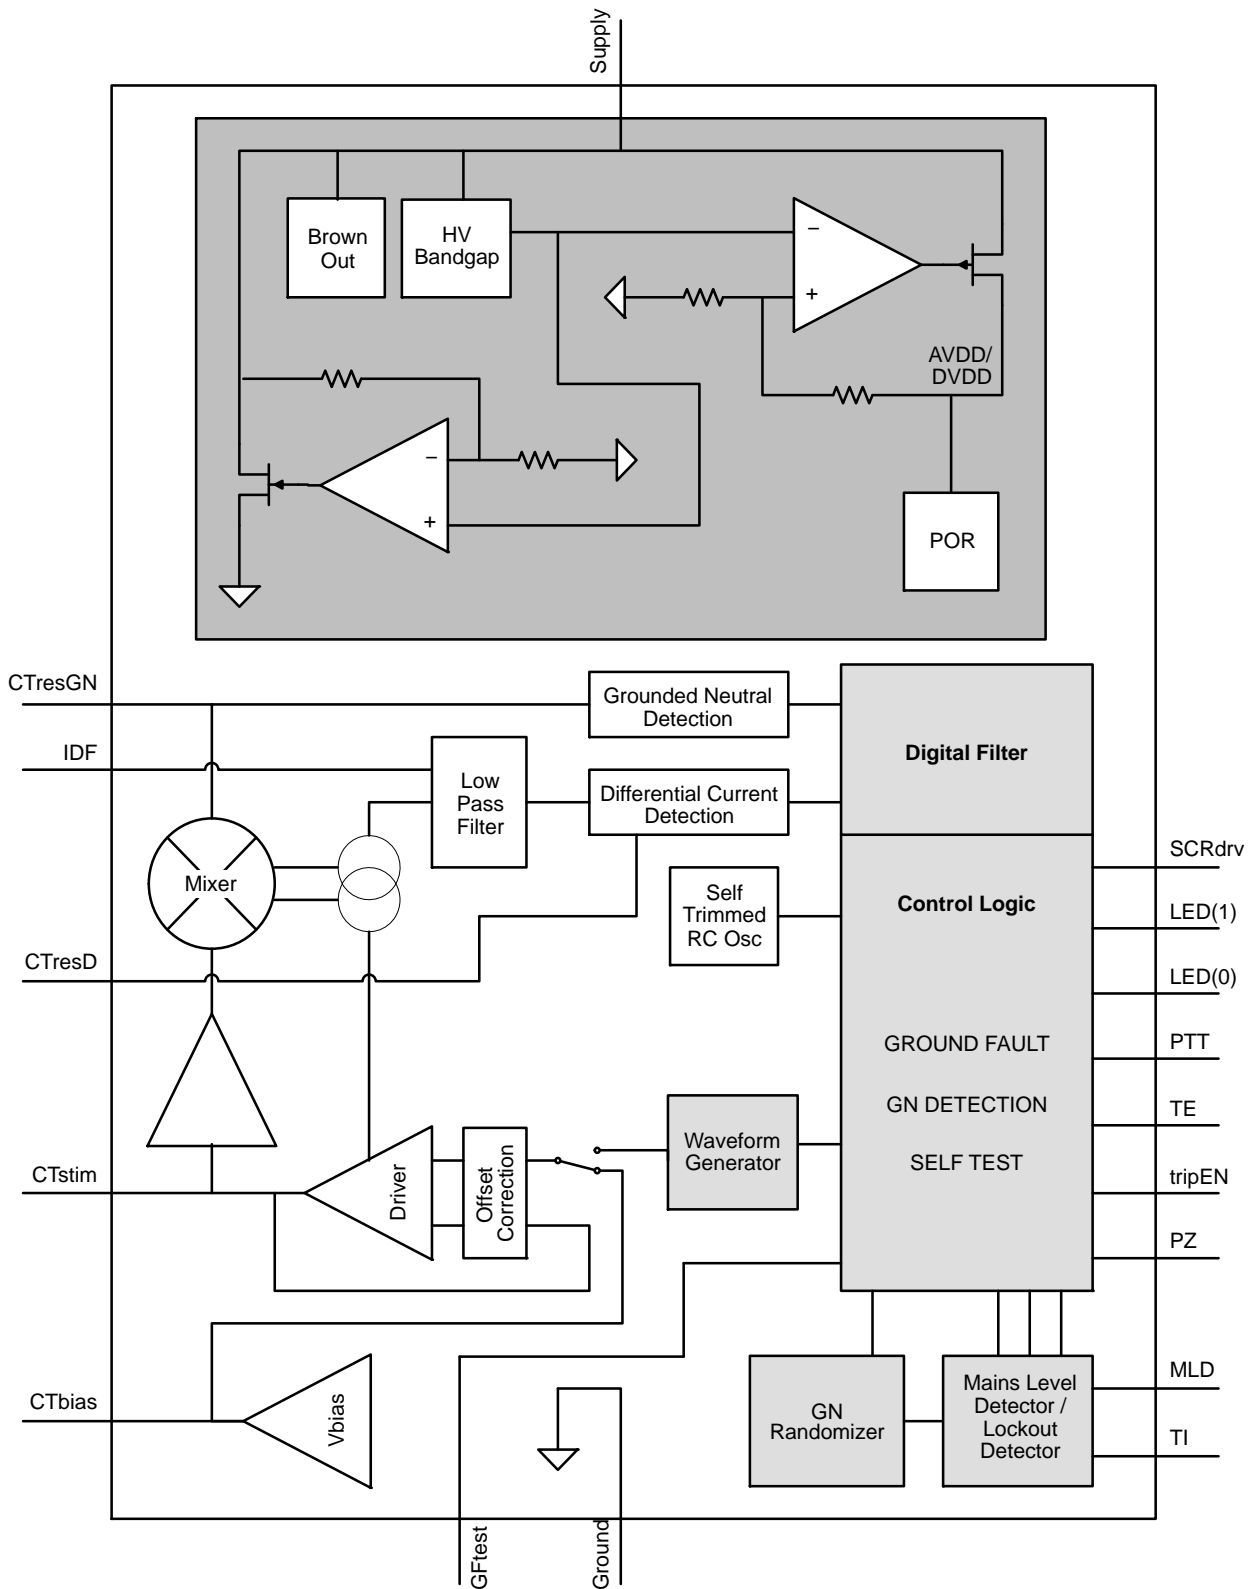 Supply
Brown
Out
HV
Bandgap
−
+
AVDD/
DVDD
−
+
POR
CTresGN
IDF
CTresD
CTstim
CTbias
Grounded Neutral
Detection
Low
Pass
Filter
Differential Current
Detection
Mixer
Self
Trimmed
RC Osc
Digital Filter
Control Logic
GROUND FAULT
GN DETECTION
SELF TEST
Driver
Offset
Correction
Waveform
Generator
Vbias
GN
Randomizer
Mains Level
Detector /
Lockout
Detector
SCRdrv
LED(1)
LED(0)
PTT
TE
tripEN
PZ
MLD
TI
GFtest
Ground